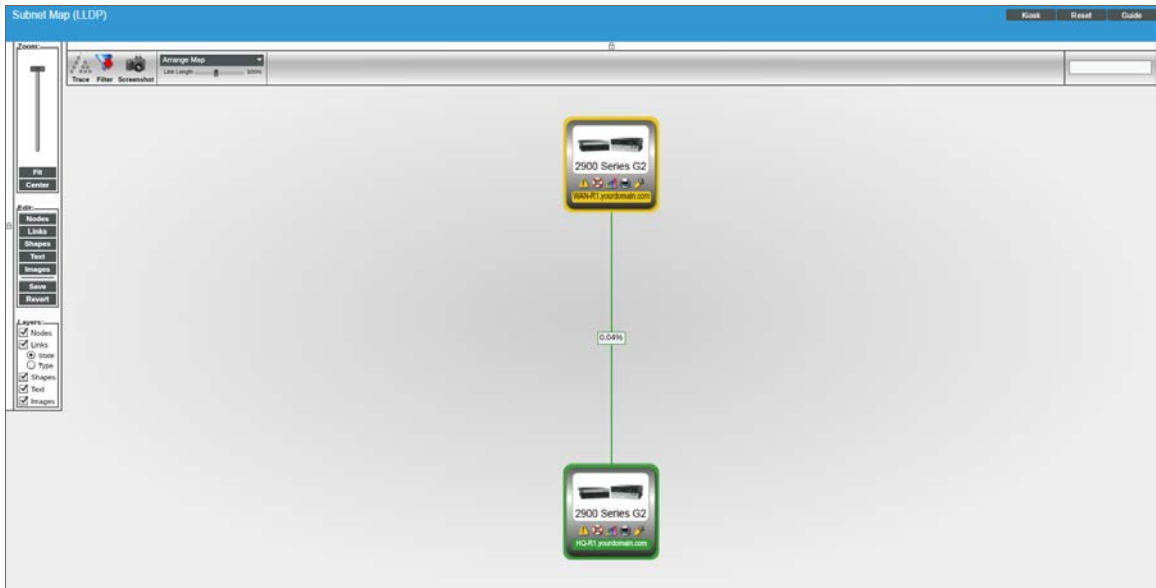 Subnet Map (LLDP)
Kiosk Reset Guide
Zoom:
Fit
Center
Edit:
Nodes
Links
Shapes
Text
Images
Save
Revert
Layers:
Nodes
Links
State
Type
Shapes
Text
Images
Trace Filter Screenshot
Arrange Map
Link Length 100%
2900 Series G2
WAN-R1.yourdomain.com
0.04%
2900 Series G2
HQ-R1.yourdomain.com